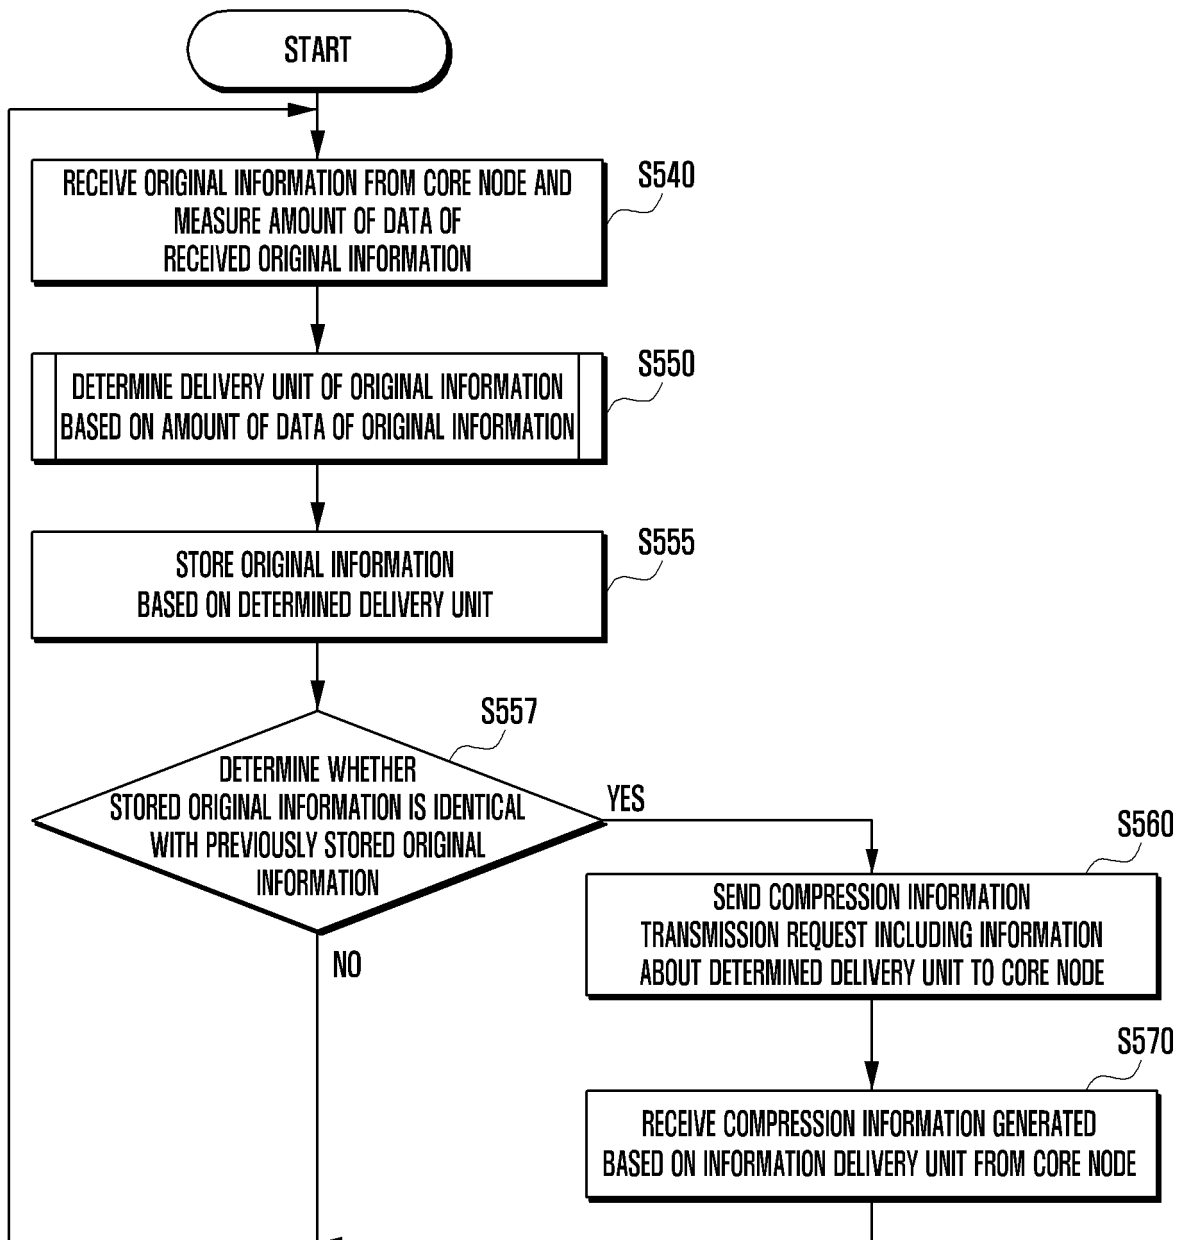 START
RECEIVE ORIGINAL INFORMATION FROM CORE NODE AND
MEASURE AMOUNT OF DATA OF
RECEIVED ORIGINAL INFORMATION
S540
DETERMINE DELIVERY UNIT OF ORIGINAL INFORMATION
BASED ON AMOUNT OF DATA OF ORIGINAL INFORMATION
S550
STORE ORIGINAL INFORMATION
BASED ON DETERMINED DELIVERY UNIT
S555
S557
DETERMINE WHETHER
STORED ORIGINAL INFORMATION IS IDENTICAL
WITH PREVIOUSLY STORED ORIGINAL
INFORMATION
YES
NO
S560
SEND COMPRESSION INFORMATION
TRANSMISSION REQUEST INCLUDING INFORMATION
ABOUT DETERMINED DELIVERY UNIT TO CORE NODE
S570
RECEIVE COMPRESSION INFORMATION GENERATED
BASED ON INFORMATION DELIVERY UNIT FROM CORE NODE